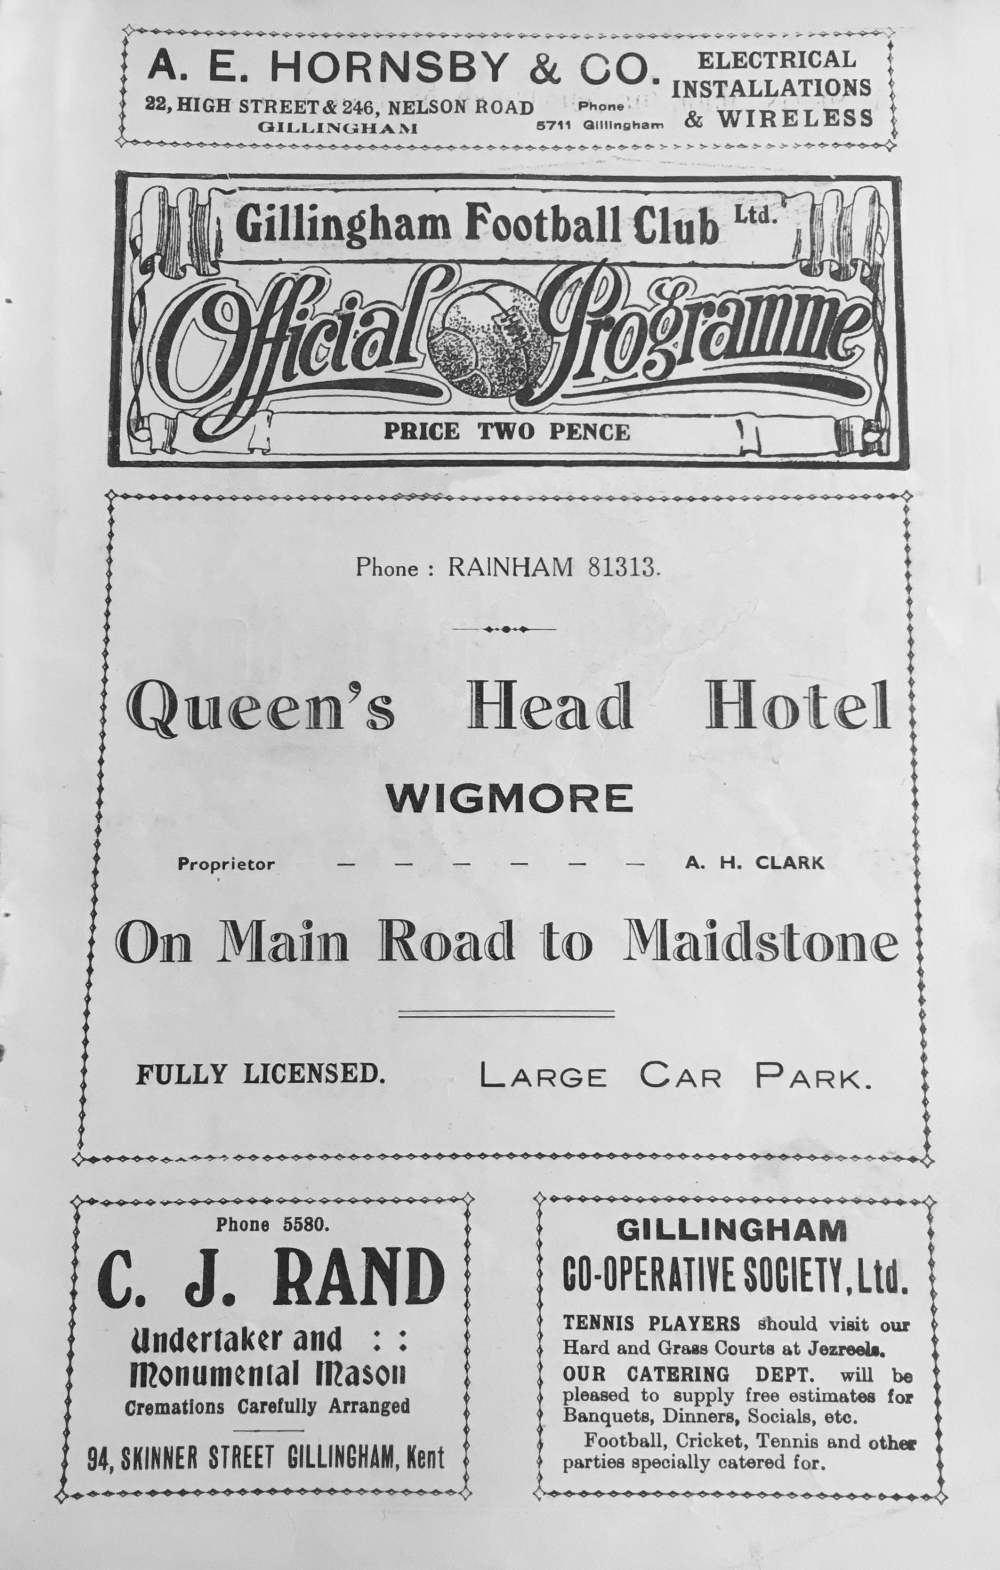 A. E. HORNSBY & CO.
ELECTRICAL
INSTALLATIONS
& WIRELESS
22, HIGH STREET & 246, NELSON ROAD
GILLINGHAM
Phone
5711 Gillingham
Gillingham Football Club Ltd.
Official Programme
PRICE TWO PENCE
Phone : RAINHAM 81313.
Queen's Head Hotel
WIGMORE
Proprietor — — — — — — A. H. CLARK
On Main Road to Maidstone
FULLY LICENSED. LARGE CAR PARK.
Phone 5580.
C. J. RAND
Undertaker and : :
Monumental Mason
Cremations Carefully Arranged
94, SKINNER STREET GILLINGHAM, Kent
GILLINGHAM
CO-OPERATIVE SOCIETY, Ltd.
TENNIS PLAYERS should visit our
Hard and Grass Courts at Jezreels.
OUR CATERING DEPT. will be
pleased to supply free estimates for
Banquets, Dinners, Socials, etc.
Football, Cricket, Tennis and other
parties specially catered for.